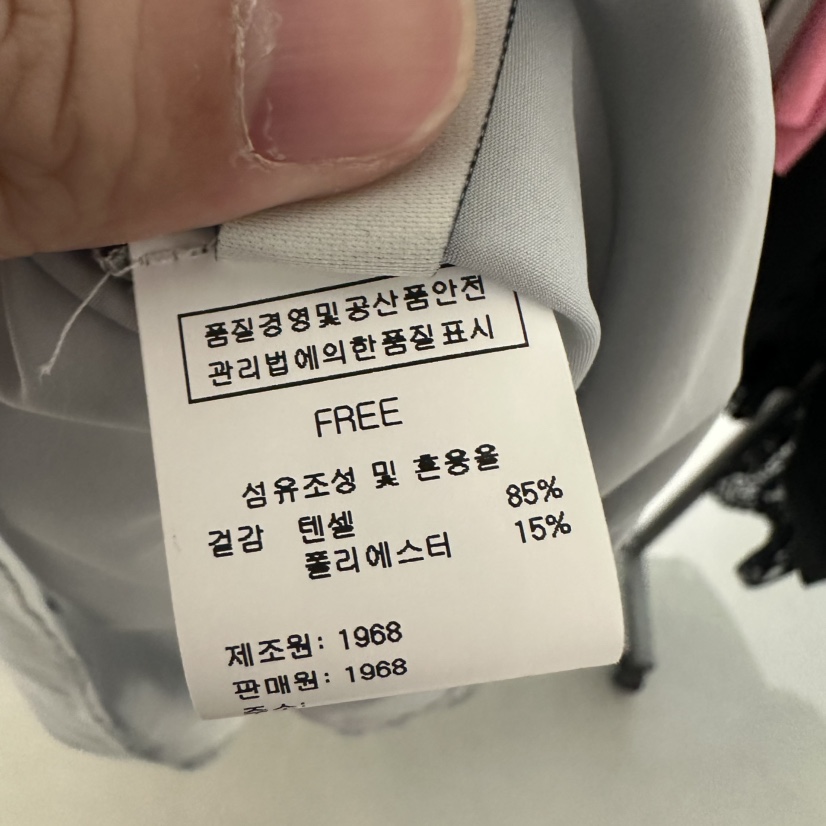 품질경영및공산품안전
관리법에의한품질표시
FREE
섬유조성 및 혼용율
겉감 텐셀 85%
폴리에스터 15%
제조원: 1968
판매원: 1968
주소: